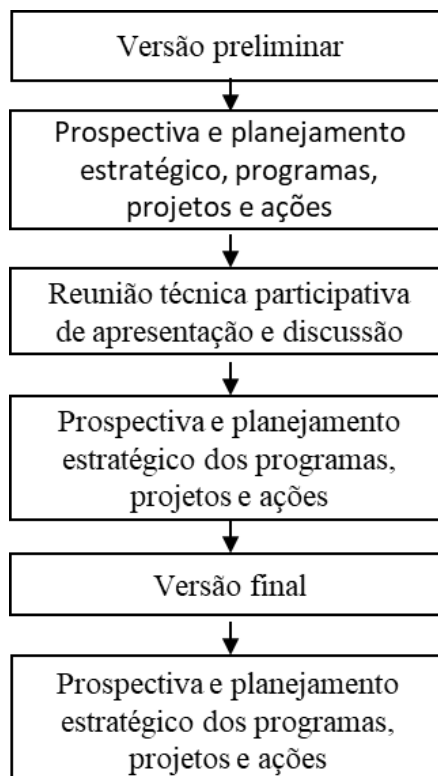 Versão preliminar
Prospectiva e planejamento
estratégico, programas,
projetos e ações
Reunião técnica participativa
de apresentação e discussão
Prospectiva e planejamento
estratégico dos programas,
projetos e ações
Versão final
Prospectiva e planejamento
estratégico dos programas,
projetos e ações